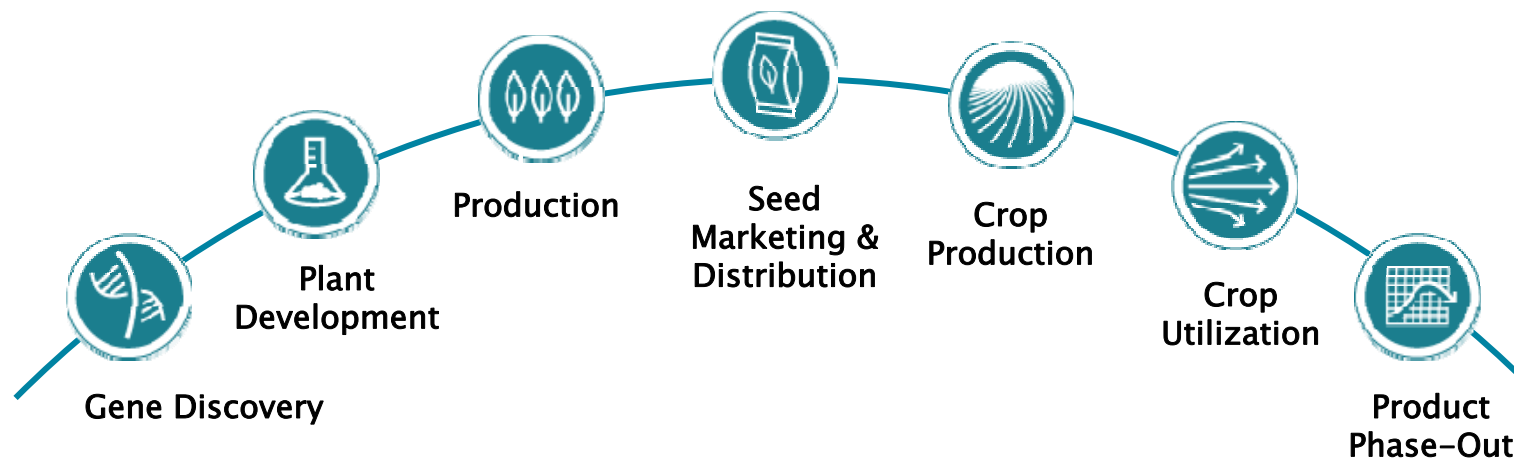 Gene Discovery
Plant
Development
Production
Seed
Marketing &
Distribution
Crop
Production
Crop
Utilization
Product
Phase-Out